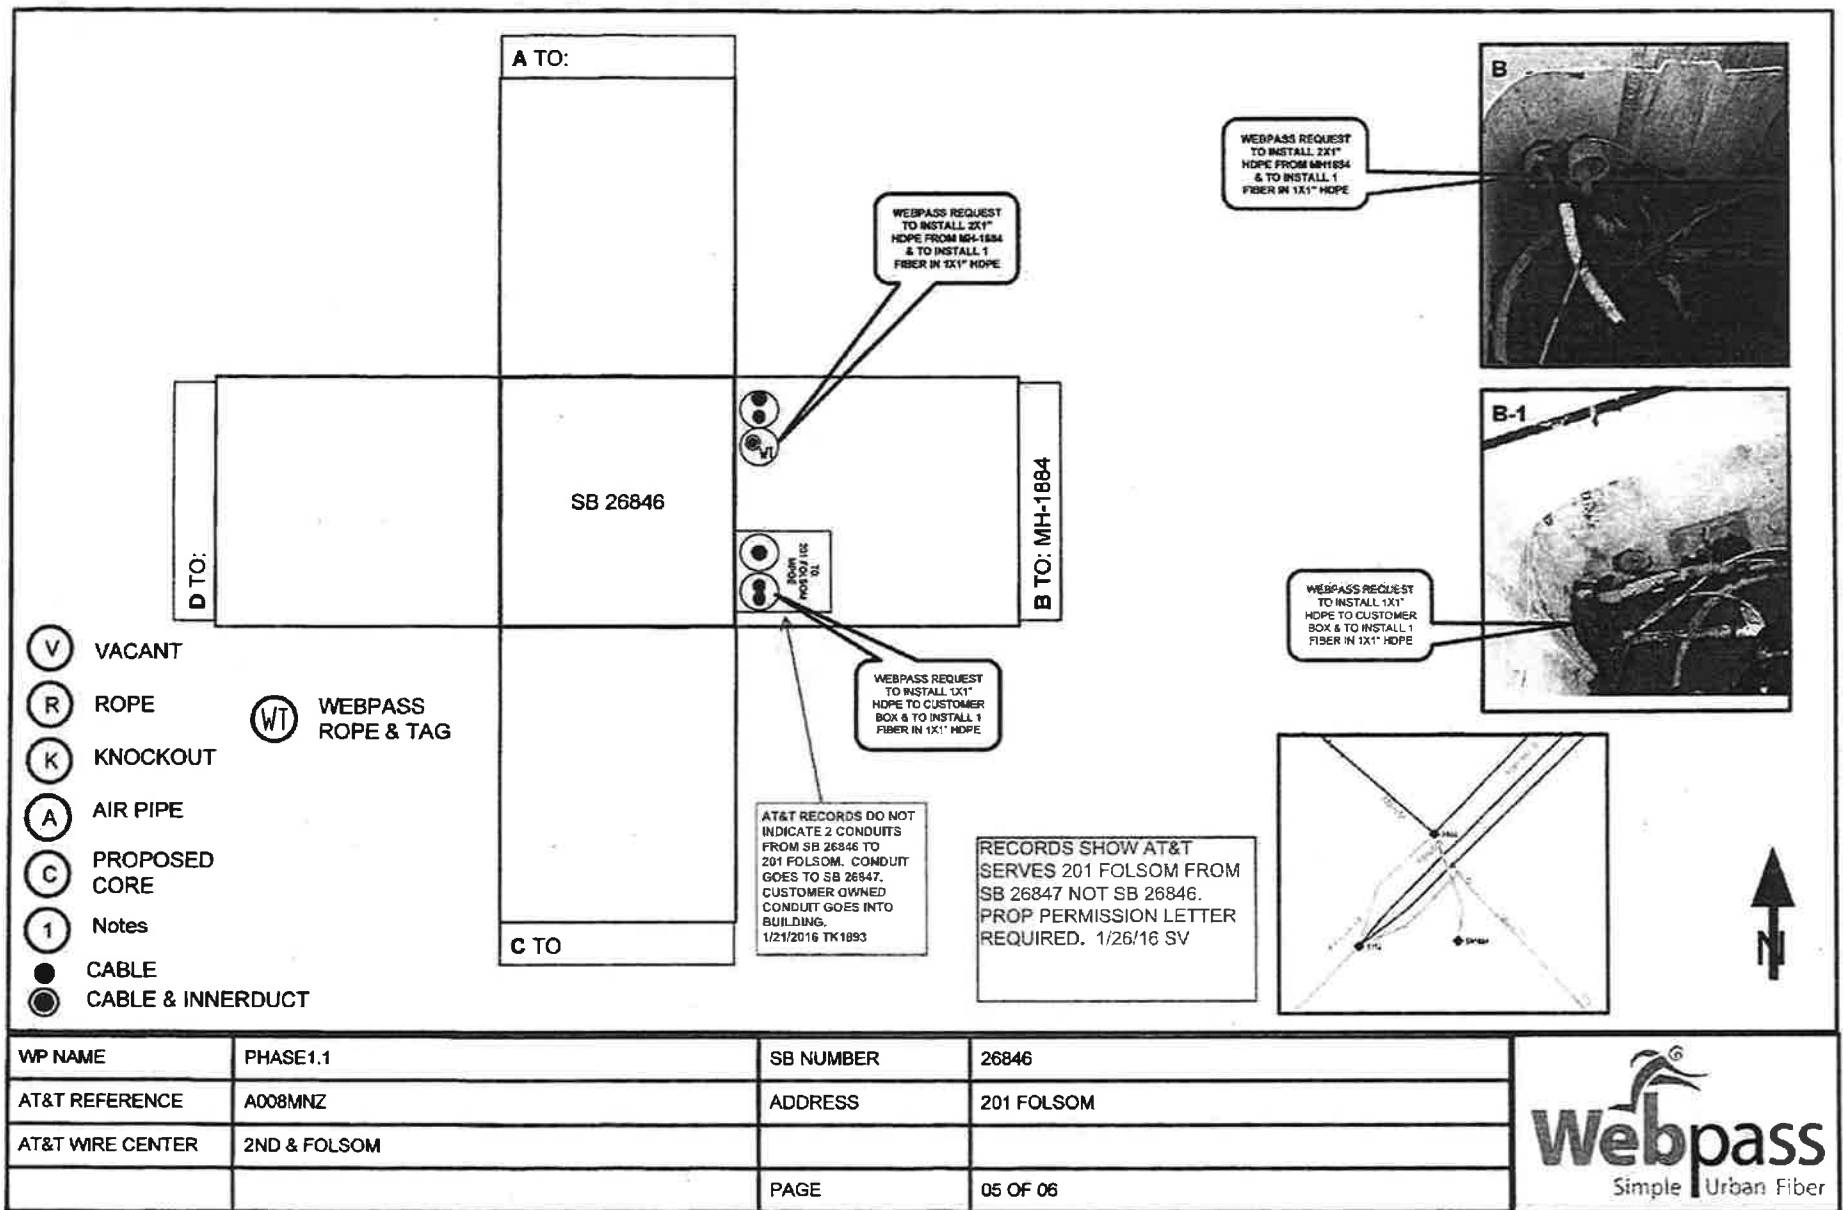 A TO:
WEBPASS REQUEST
TO INSTALL 2X1"
HDPE FROM MH-1884
& TO INSTALL 1
FIBER IN 1X1" HDPE
WT
SB 26846
TO
201 FOLSOM
MPOE
D TO:
B TO: MH-1884
C TO
WEBPASS REQUEST
TO INSTALL 1X1"
HDPE TO CUSTOMER
BOX & TO INSTALL 1
FIBER IN 1X1" HDPE
B
WEBPASS REQUEST
TO INSTALL 2X1"
HDPE FROM MH1884
& TO INSTALL 1
FIBER IN 1X1" HDPE
B-1
WEBPASS REQUEST
TO INSTALL 1X1"
HDPE TO CUSTOMER
BOX & TO INSTALL 1
FIBER IN 1X1" HDPE
V VACANT
R ROPE
K KNOCKOUT
A AIR PIPE
C PROPOSED
CORE
1 Notes
CABLE
CABLE & INNERDUCT
WT WEBPASS
ROPE & TAG
AT&T RECORDS DO NOT
INDICATE 2 CONDUITS
FROM SB 26846 TO
201 FOLSOM. CONDUIT
GOES TO SB 26847.
CUSTOMER OWNED
CONDUIT GOES INTO
BUILDING.
1/21/2016 TK1893
RECORDS SHOW AT&T
SERVES 201 FOLSOM FROM
SB 26847 NOT SB 26846.
PROP PERMISSION LETTER
REQUIRED. 1/26/16 SV
N
WP NAME PHASE1.1 SB NUMBER 26846
AT&T REFERENCE A008MNZ ADDRESS 201 FOLSOM
AT&T WIRE CENTER 2ND & FOLSOM
PAGE 05 OF 06
Webpass
Simple Urban Fiber